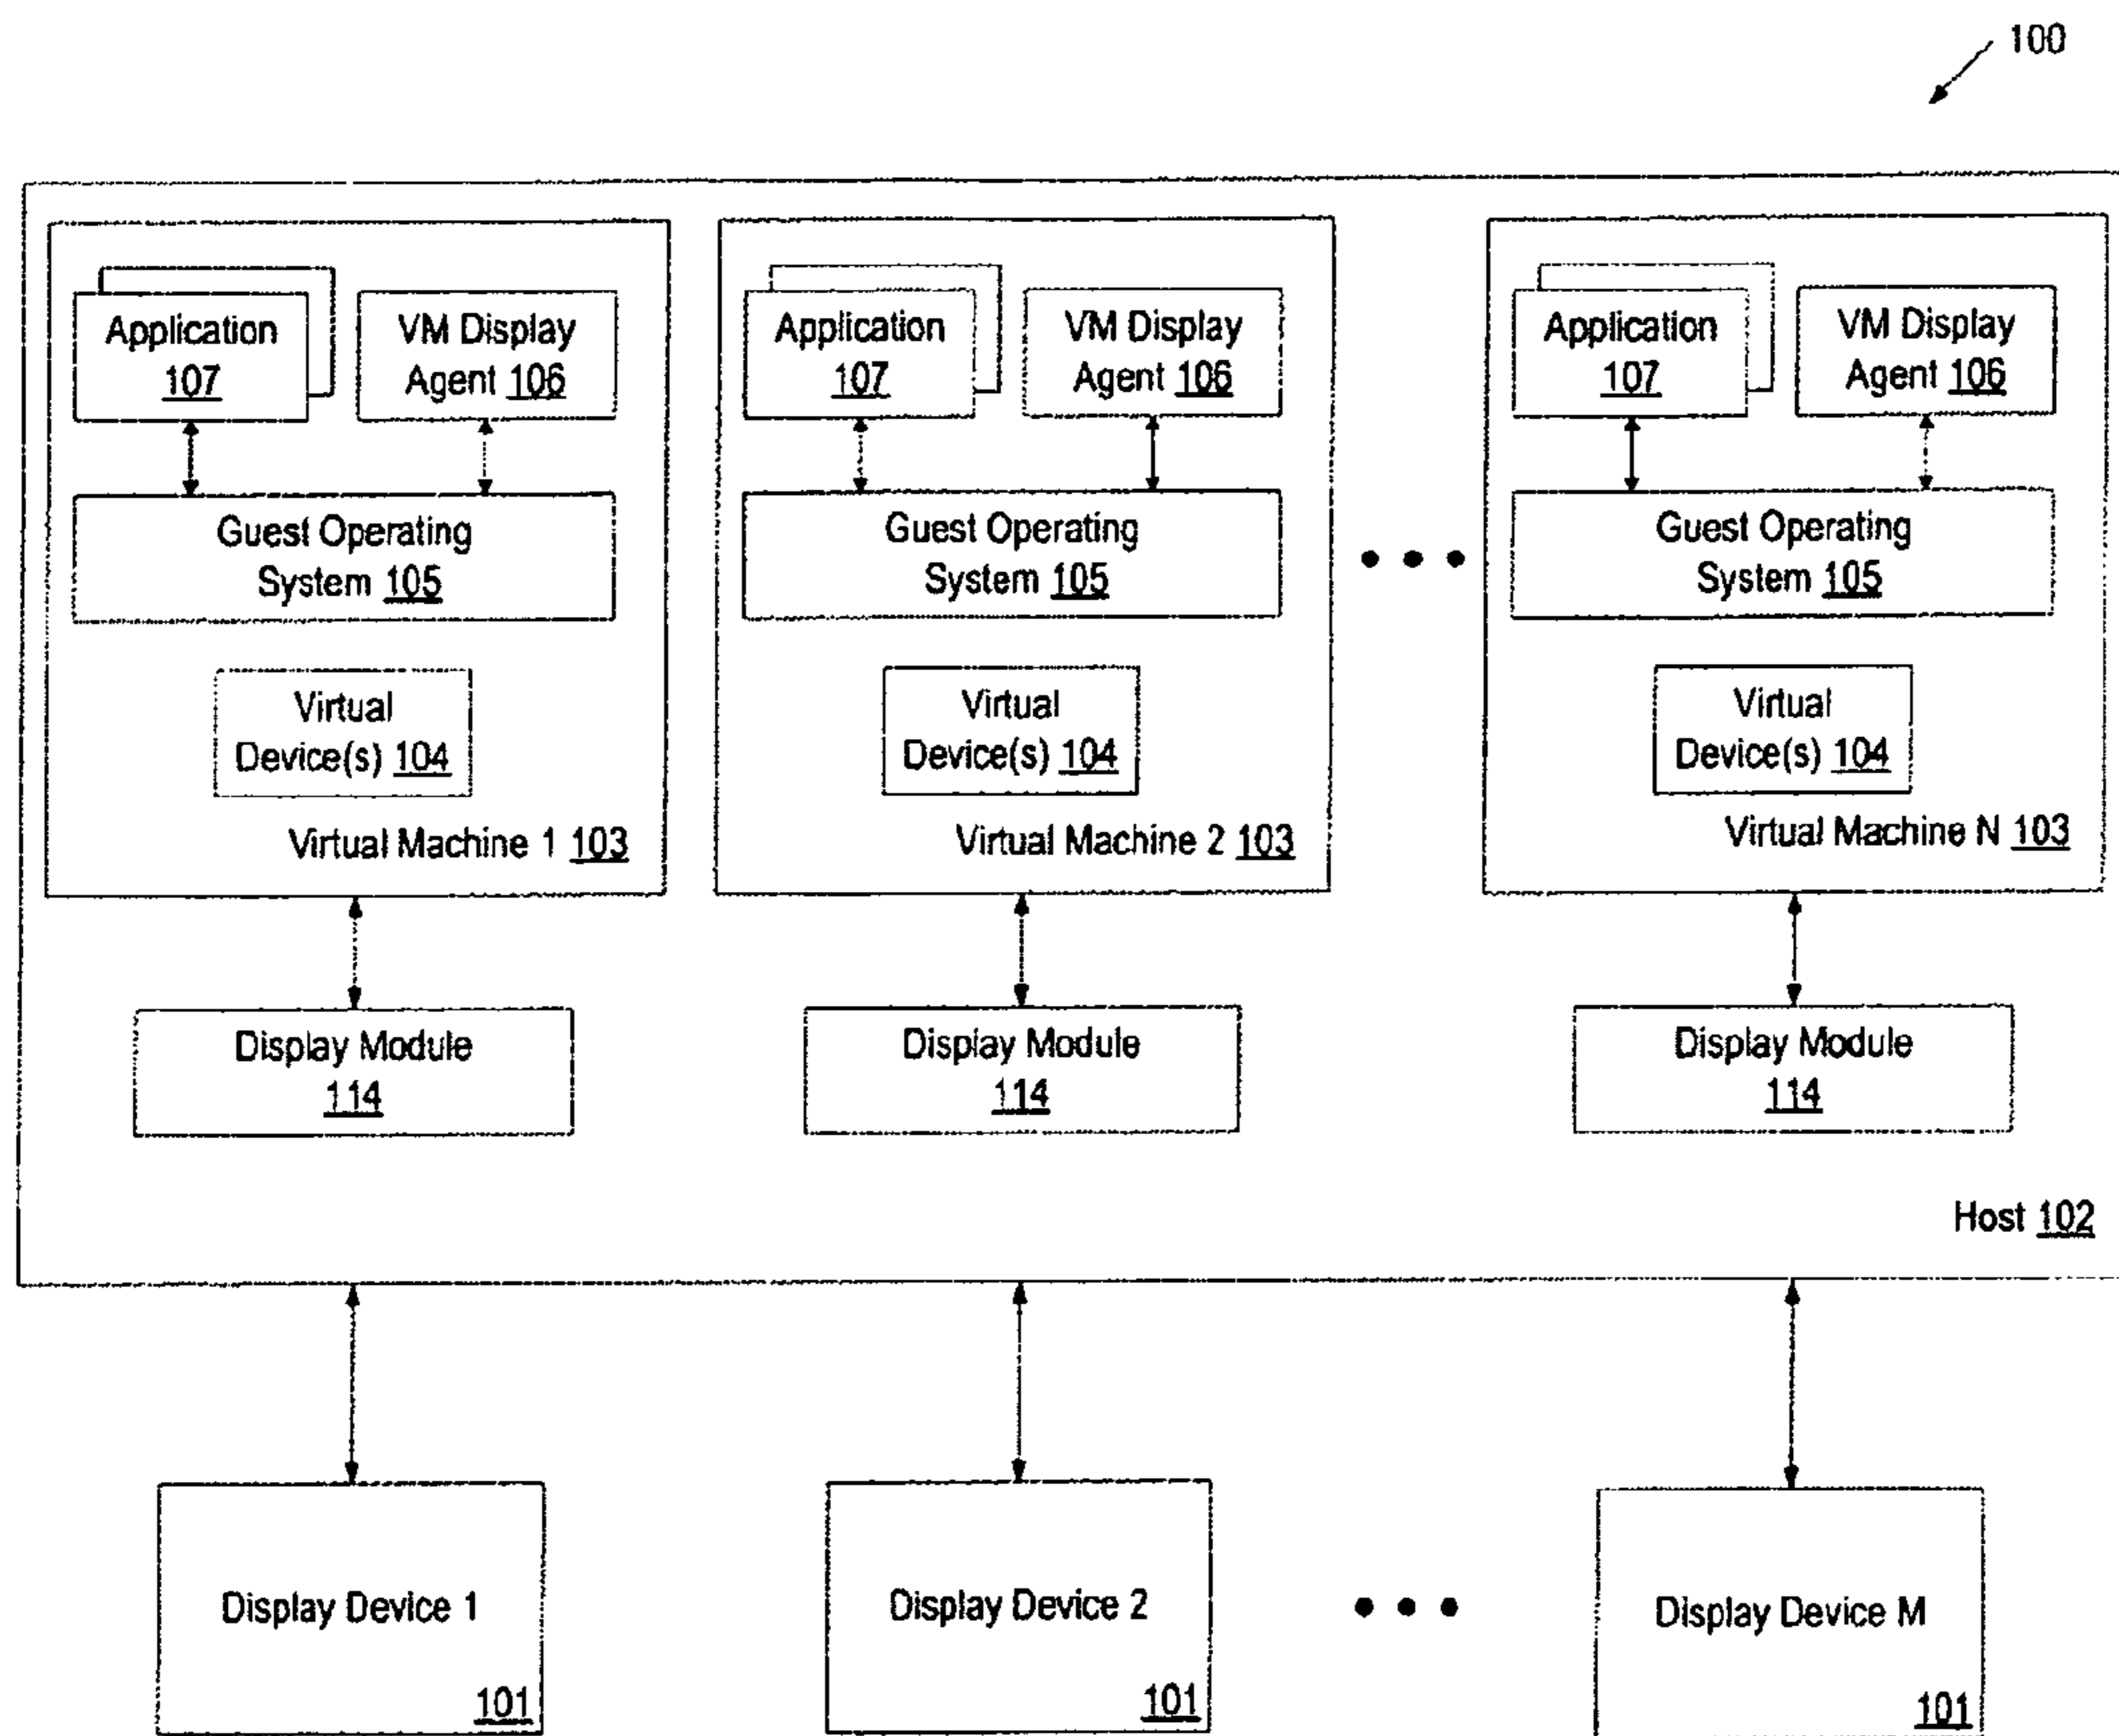 100
Application
107
VM Display
Agent 106
Guest Operating
System 105
Virtual
Device(s) 104
Virtual Machine 1 103
Application
107
VM Display
Agent 106
Guest Operating
System 105
Virtual
Device(s) 104
Virtual Machine 2 103
Application
107
VM Display
Agent 106
Guest Operating
System 105
Virtual
Device(s) 104
Virtual Machine N 103
Display Module
114
Display Module
114
Display Module
114
Host 102
Display Device 1
101
Display Device 2
101
Display Device M
101